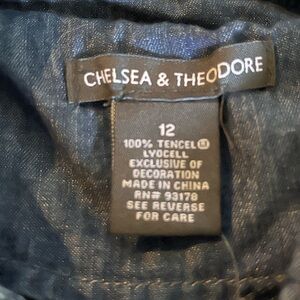 CHELSEA & THEODORE
12
100% TENCEL
LYOCELL
EXCLUSIVE OF
DECORATION
MADE IN CHINA
RN# 93178
SEE REVERSE
FOR CARE